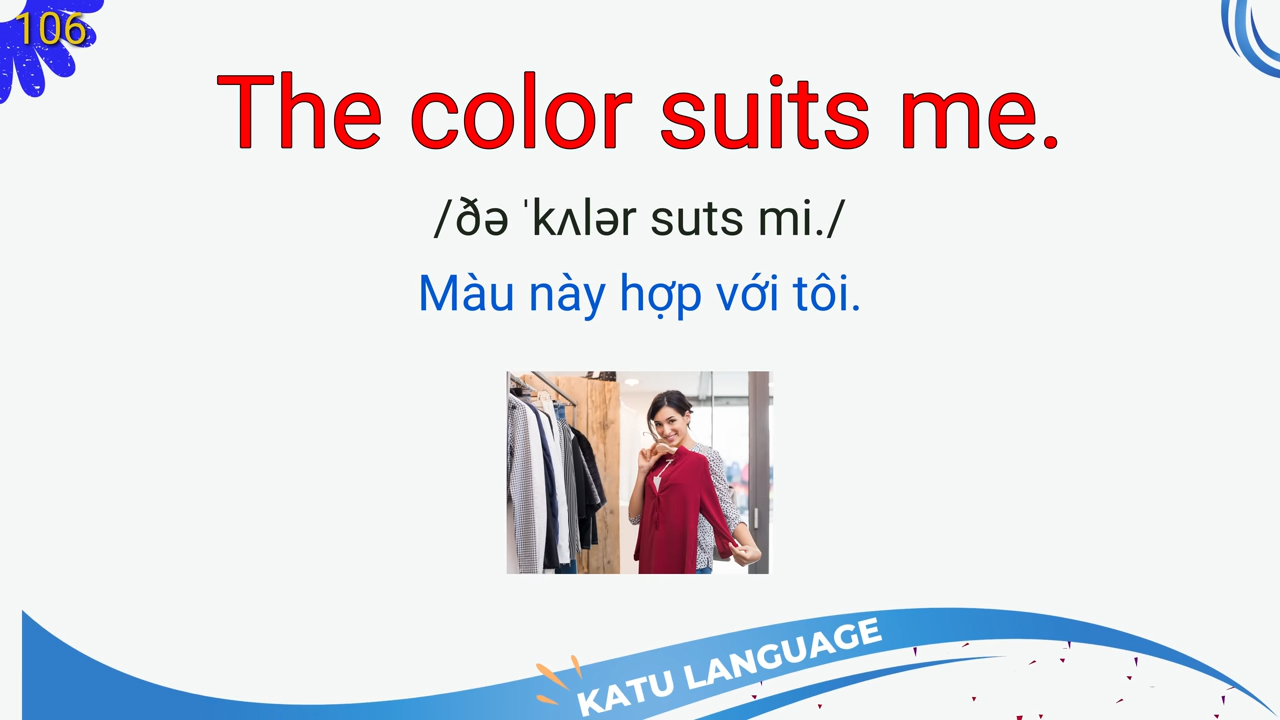 106
The color suits me.
/ðə ˈkʌlər suts mi./
Màu này hợp với tôi.
KATU LANGUAGE